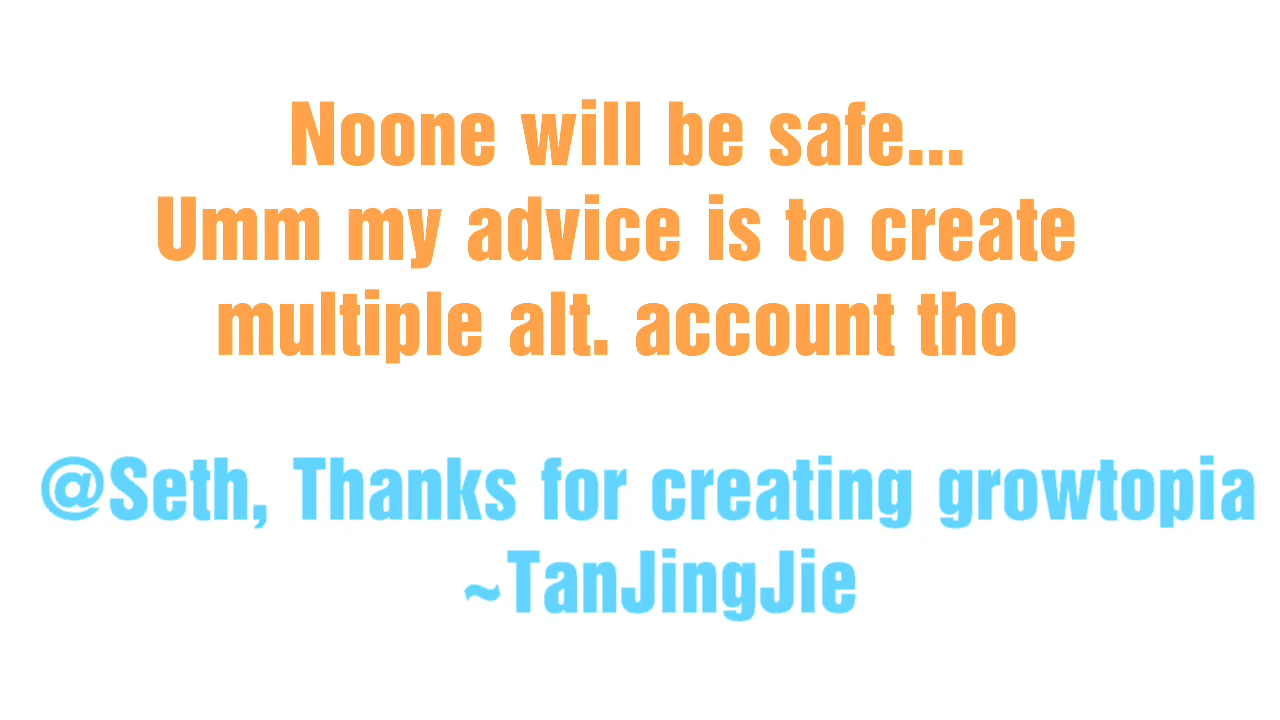 Noone will be safe...
Umm my advice is to create
multiple alt. account tho
@Seth, Thanks for creating growtopia
~TanJingJie